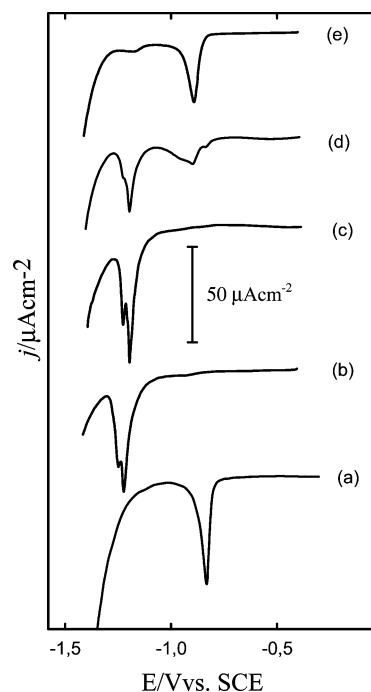 (e)
(d)
(c)
50 µAcm-2
(b)
(a)
j/µAcm-2
-1,5 -1,0 -0,5
E/Vvs. SCE